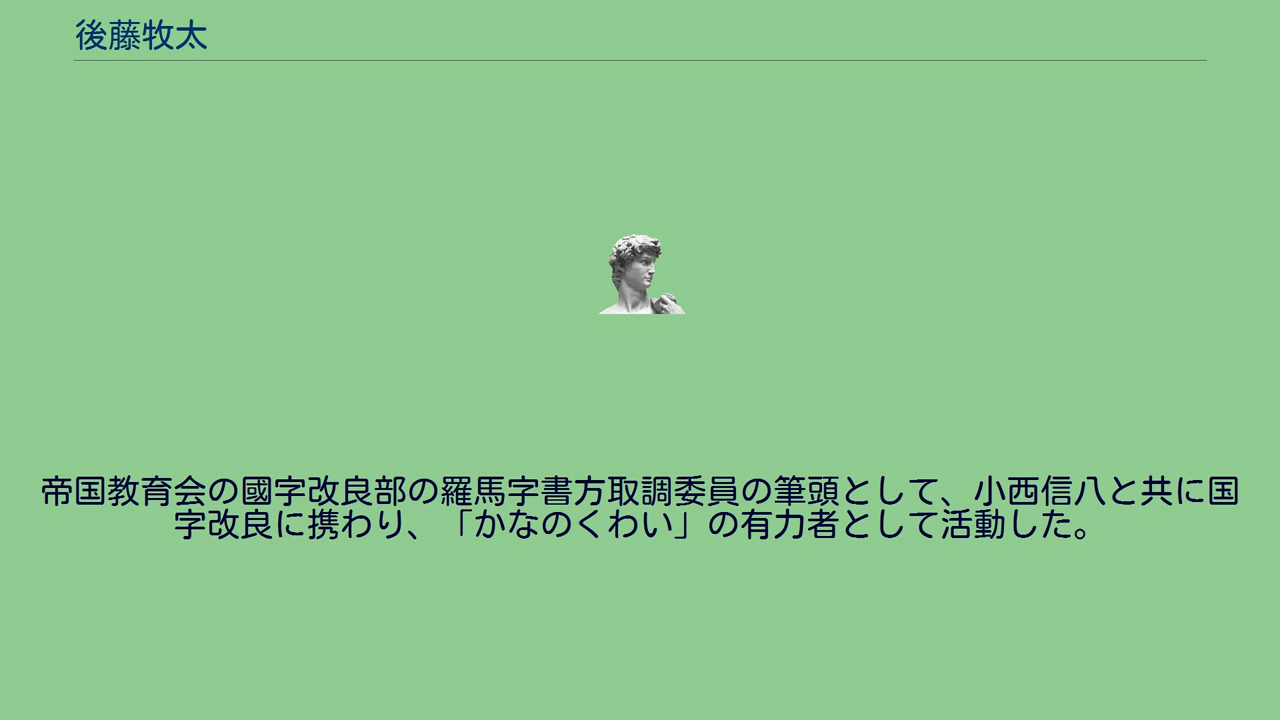 後藤牧太
帝国教育会の國字改良部の羅馬字書方取調委員の筆頭として、小西信八と共に国
字改良に携わり、「かなのくわい」の有力者として活動した。